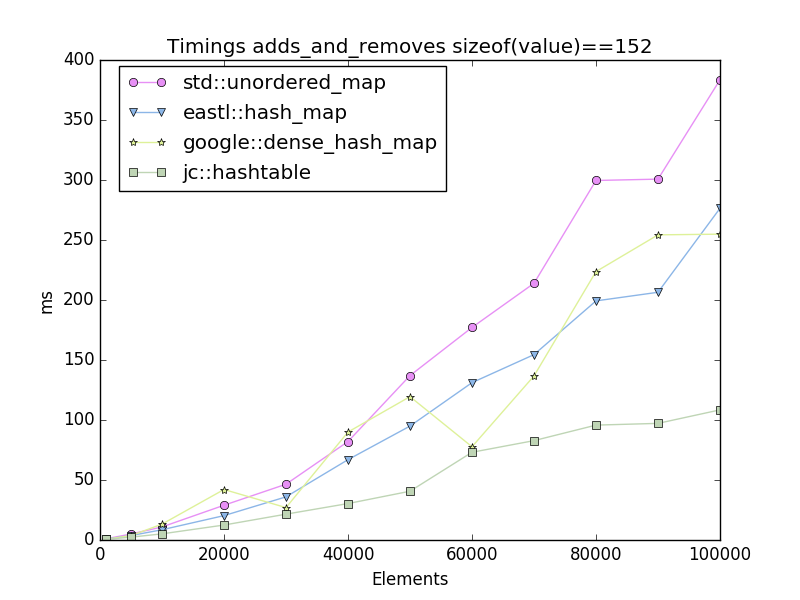 Timings adds_and_removes sizeof(value)==152
400
350
300
250
200
150
100
50
0
ms
std::unordered_map
eastl::hash_map
google::dense_hash_map
jc::hashtable
0 20000 40000 60000 80000 100000
Elements